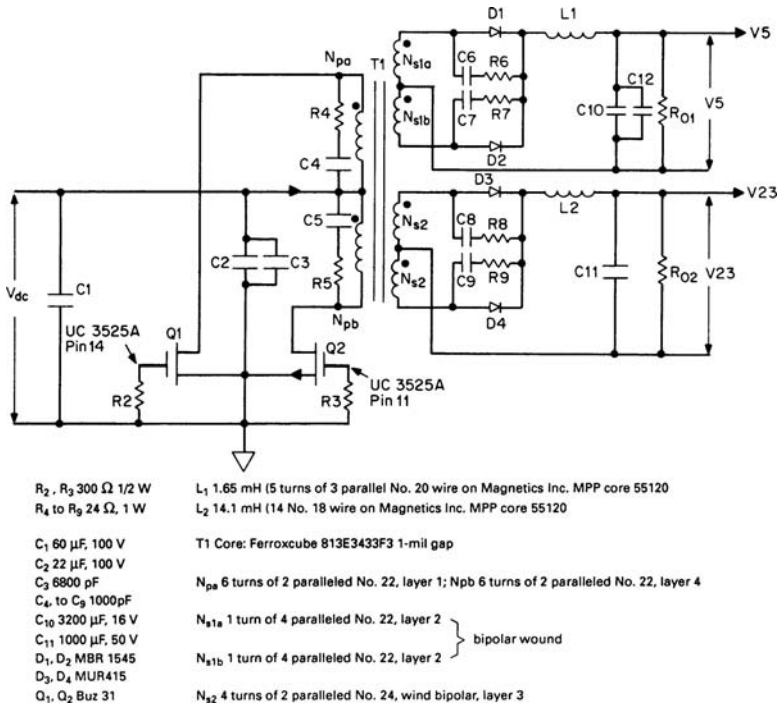 D1
L1
V5
Npa
T1
Ns1a
C6
R6
C12
R4
Ns1b
C7
R7
C10
RO1
V5
C4
D2
D3
V23
C5
L2
Ns2
C8
R8
Vdc
C1
C2
C3
R5
Ns2
C9
R9
C11
RO2
V23
Npb
D4
UC 3525A
Pin14
Q1
Q2
UC 3525A
Pin 11
R2
R3
R2 , R3 300 Ω 1/2 W
L1 1.65 mH (5 turns of 3 parallel No. 20 wire on Magnetics Inc. MPP core 55120
R4 to R9 24 Ω, 1 W
L2 14.1 mH (14 No. 18 wire on Magnetics Inc. MPP core 55120
C1 60 µF, 100 V
T1 Core: Ferroxcube 813E3433F3 1-mil gap
C2 22 µF, 100 V
C3 6800 pF
Npa 6 turns of 2 paralleled No. 22, layer 1; Npb 6 turns of 2 paralleled No. 22, layer 4
C4, to C9 1000pF
C10 3200 µF, 16 V
Ns1a 1 turn of 4 paralleled No. 22, layer 2
C11 1000 µF, 50 V
bipolar wound
D1, D2 MBR 1545
Ns1b 1 turn of 4 paralleled No. 22, layer 2
D3, D4 MUR415
Q1, Q2 Buz 31
Ns2 4 turns of 2 paralleled No. 24, wind bipolar, layer 3